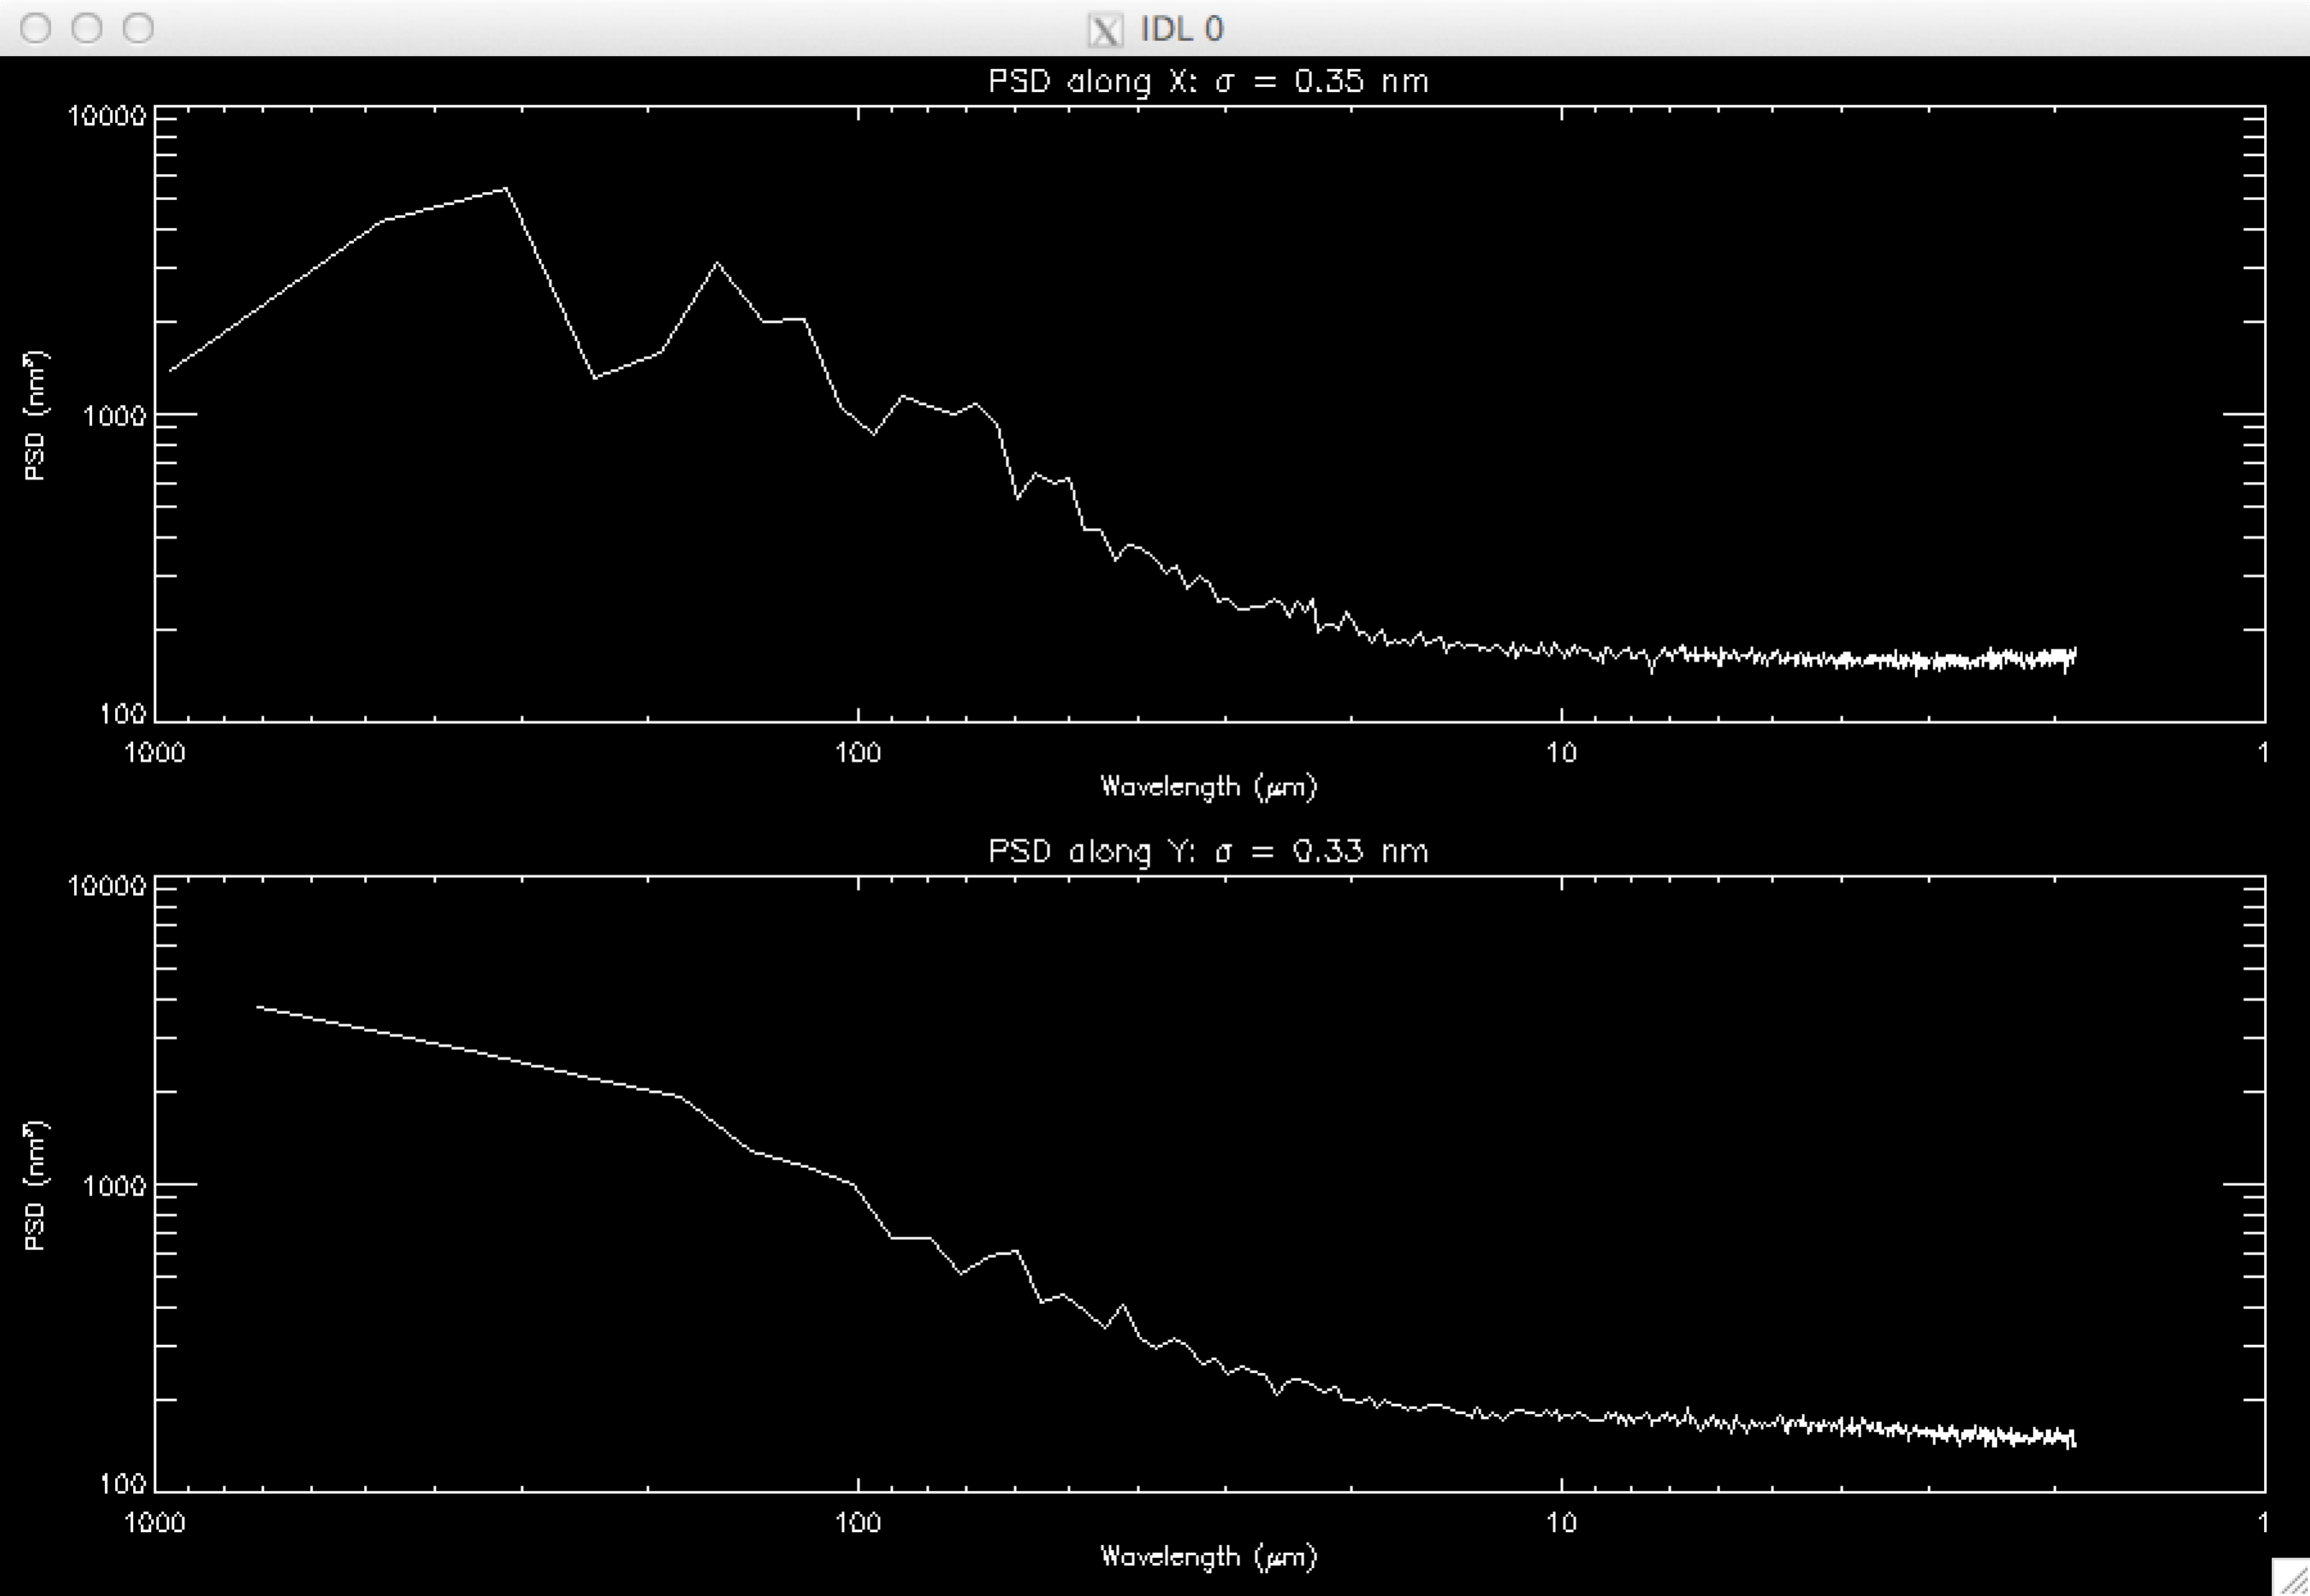 IDL 0
PSD along X: σ = 0.35 nm
10000
1000
100
PSD (nm³)
1000 100 10 1
Wavelength (μm)
PSD along Y: σ = 0.33 nm
10000
1000
100
PSD (nm³)
1000 100 10 1
Wavelength (μm)